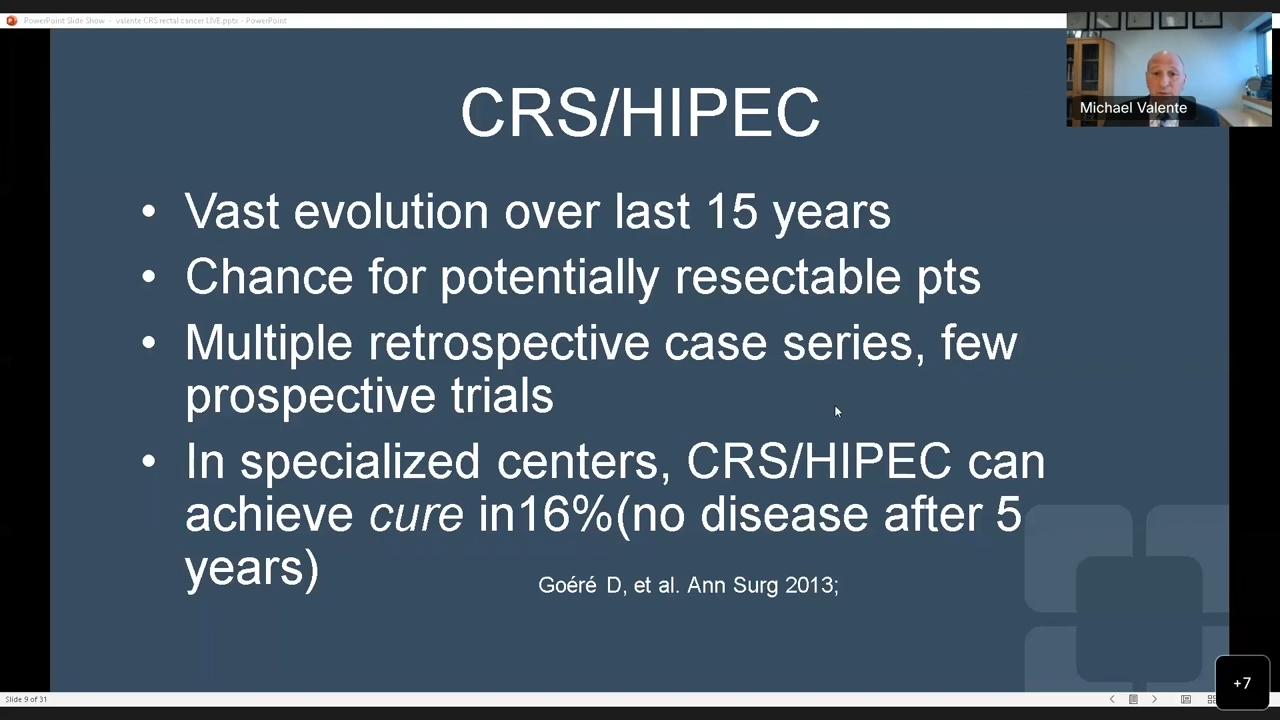 PowerPoint Slide Show - valente CRS rectal cancer LIVE.pptx - PowerPoint
Michael Valente
CRS/HIPEC
• Vast evolution over last 15 years
• Chance for potentially resectable pts
• Multiple retrospective case series, few
prospective trials
• In specialized centers, CRS/HIPEC can
achieve cure in16%(no disease after 5
years)
Goéré D, et al. Ann Surg 2013;
+7
Slide 9 of 31